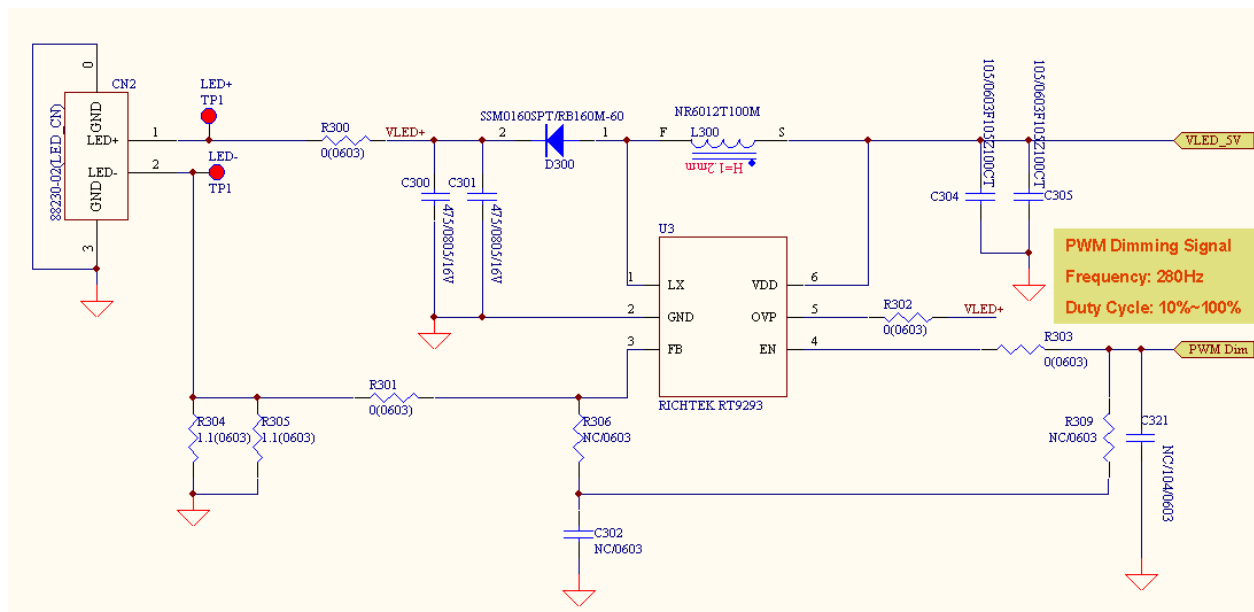 0
CN2
GND
LED+
LED-
GND
88230-02(LED_CN)
3
1
2
LED+
TP1
LED-
TP1
R300
0(0603)
VLED+
SSM0160SPT/RB160M-60
2
1
D300
NR6012T100M
F
L300
S
H=1.2mm
C300
475/0805/16V
C301
475/0805/16V
105/0603F105Z100CT
105/0603F105Z100CT
C304
C305
VLED_5V
PWM Dimming Signal
Frequency: 280Hz
Duty Cycle: 10%~100%
U3
1
LX
VDD
6
2
GND
OVP
5
3
FB
EN
4
RICHTEK RT9293
R302
0(0603)
VLED+
R303
0(0603)
PWM Dim
R301
0(0603)
R304
1.1(0603)
R305
1.1(0603)
R306
NC/0603
R309
NC/0603
C321
NC/104/0603
C302
NC/0603